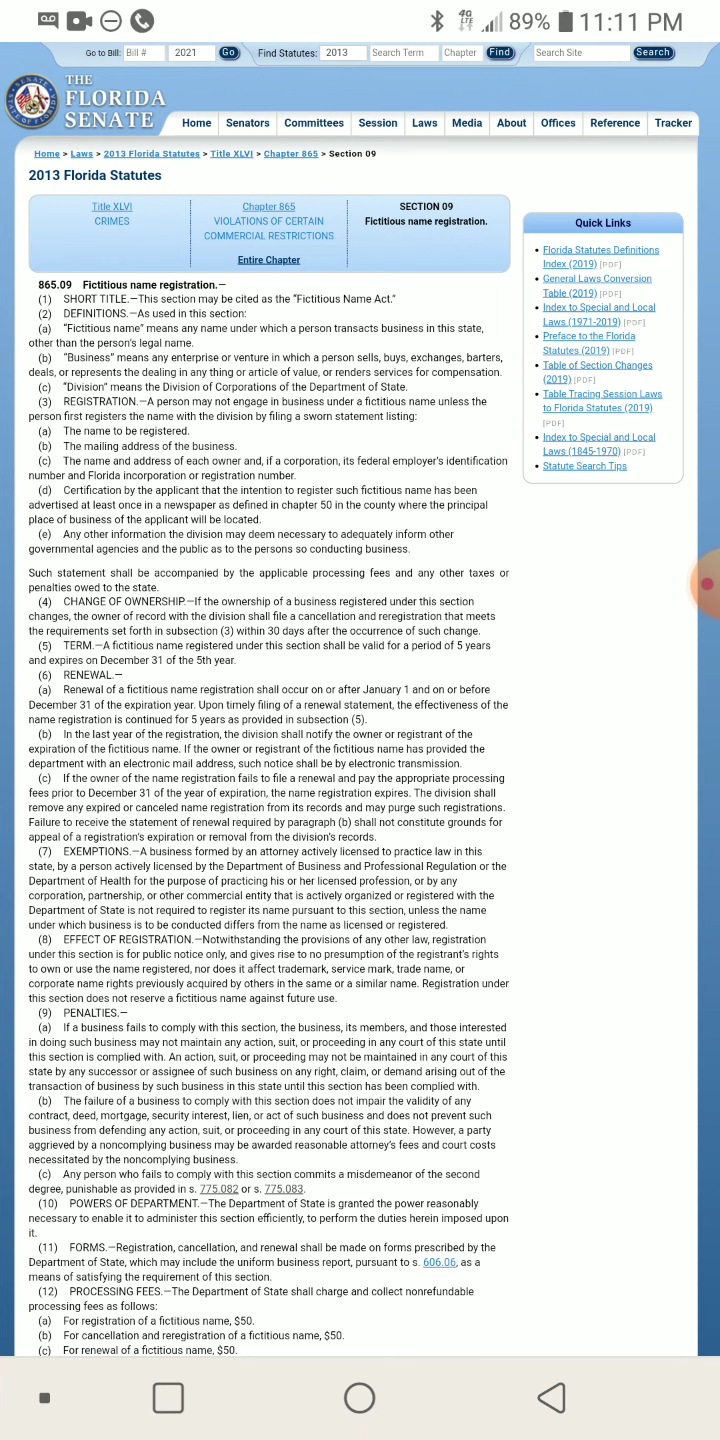 4G LTE 89% 11:11 PM
Go to Bill: Bill # 2021 Go Find Statutes: 2013 Search Term Chapter Find Search Site Search
THE
FLORIDA
SENATE
Home Senators Committees Session Laws Media About Offices Reference Tracker
Home > Laws > 2013 Florida Statutes > Title XLVI > Chapter 865 > Section 09
2013 Florida Statutes
Title XLVI
CRIMES
Chapter 865
VIOLATIONS OF CERTAIN
COMMERCIAL RESTRICTIONS
Entire Chapter
SECTION 09
Fictitious name registration.
865.09 Fictitious name registration.—
(1) SHORT TITLE.—This section may be cited as the “Fictitious Name Act.”
(2) DEFINITIONS.—As used in this section:
(a) “Fictitious name” means any name under which a person transacts business in this state,
other than the person’s legal name.
(b) “Business” means any enterprise or venture in which a person sells, buys, exchanges, barters,
deals, or represents the dealing in any thing or article of value, or renders services for compensation.
(c) “Division” means the Division of Corporations of the Department of State.
(3) REGISTRATION.—A person may not engage in business under a fictitious name unless the
person first registers the name with the division by filing a sworn statement listing:
(a) The name to be registered.
(b) The mailing address of the business.
(c) The name and address of each owner and, if a corporation, its federal employer’s identification
number and Florida incorporation or registration number.
(d) Certification by the applicant that the intention to register such fictitious name has been
advertised at least once in a newspaper as defined in chapter 50 in the county where the principal
place of business of the applicant will be located.
(e) Any other information the division may deem necessary to adequately inform other
governmental agencies and the public as to the persons so conducting business.
Such statement shall be accompanied by the applicable processing fees and any other taxes or
penalties owed to the state.
(4) CHANGE OF OWNERSHIP.—If the ownership of a business registered under this section
changes, the owner of record with the division shall file a cancellation and reregistration that meets
the requirements set forth in subsection (3) within 30 days after the occurrence of such change.
(5) TERM.—A fictitious name registered under this section shall be valid for a period of 5 years
and expires on December 31 of the 5th year.
(6) RENEWAL.—
(a) Renewal of a fictitious name registration shall occur on or after January 1 and on or before
December 31 of the expiration year. Upon timely filing of a renewal statement, the effectiveness of the
name registration is continued for 5 years as provided in subsection (5).
(b) In the last year of the registration, the division shall notify the owner or registrant of the
expiration of the fictitious name. If the owner or registrant of the fictitious name has provided the
department with an electronic mail address, such notice shall be by electronic transmission.
(c) If the owner of the name registration fails to file a renewal and pay the appropriate processing
fees prior to December 31 of the year of expiration, the name registration expires. The division shall
remove any expired or canceled name registration from its records and may purge such registrations.
Failure to receive the statement of renewal required by paragraph (b) shall not constitute grounds for
appeal of a registration’s expiration or removal from the division’s records.
(7) EXEMPTIONS.—A business formed by an attorney actively licensed to practice law in this
state, by a person actively licensed by the Department of Business and Professional Regulation or the
Department of Health for the purpose of practicing his or her licensed profession, or by any
corporation, partnership, or other commercial entity that is actively organized or registered with the
Department of State is not required to register its name pursuant to this section, unless the name
under which business is to be conducted differs from the name as licensed or registered.
(8) EFFECT OF REGISTRATION.—Notwithstanding the provisions of any other law, registration
under this section is for public notice only, and gives rise to no presumption of the registrant’s rights
to own or use the name registered, nor does it affect trademark, service mark, trade name, or
corporate name rights previously acquired by others in the same or a similar name. Registration under
this section does not reserve a fictitious name against future use.
(9) PENALTIES.—
(a) If a business fails to comply with this section, the business, its members, and those interested
in doing such business may not maintain any action, suit, or proceeding in any court of this state until
this section is complied with. An action, suit, or proceeding may not be maintained in any court of this
state by any successor or assignee of such business on any right, claim, or demand arising out of the
transaction of business by such business in this state until this section has been complied with.
(b) The failure of a business to comply with this section does not impair the validity of any
contract, deed, mortgage, security interest, lien, or act of such business and does not prevent such
business from defending any action, suit, or proceeding in any court of this state. However, a party
aggrieved by a noncomplying business may be awarded reasonable attorney’s fees and court costs
necessitated by the noncomplying business.
(c) Any person who fails to comply with this section commits a misdemeanor of the second
degree, punishable as provided in s. 775.082 or s. 775.083.
(10) POWERS OF DEPARTMENT.—The Department of State is granted the power reasonably
necessary to enable it to administer this section efficiently, to perform the duties herein imposed upon
it.
(11) FORMS.—Registration, cancellation, and renewal shall be made on forms prescribed by the
Department of State, which may include the uniform business report, pursuant to s. 606.06, as a
means of satisfying the requirement of this section.
(12) PROCESSING FEES.—The Department of State shall charge and collect nonrefundable
processing fees as follows:
(a) For registration of a fictitious name, $50.
(b) For cancellation and reregistration of a fictitious name, $50.
(c) For renewal of a fictitious name, $50.
Quick Links
Florida Statutes Definitions
Index (2019) [PDF]
General Laws Conversion
Table (2019) [PDF]
Index to Special and Local
Laws (1971-2019) [PDF]
Preface to the Florida
Statutes (2019) [PDF]
Table of Section Changes
(2019) [PDF]
Table Tracing Session Laws
to Florida Statutes (2019)
[PDF]
Index to Special and Local
Laws (1845-1970) [PDF]
Statute Search Tips